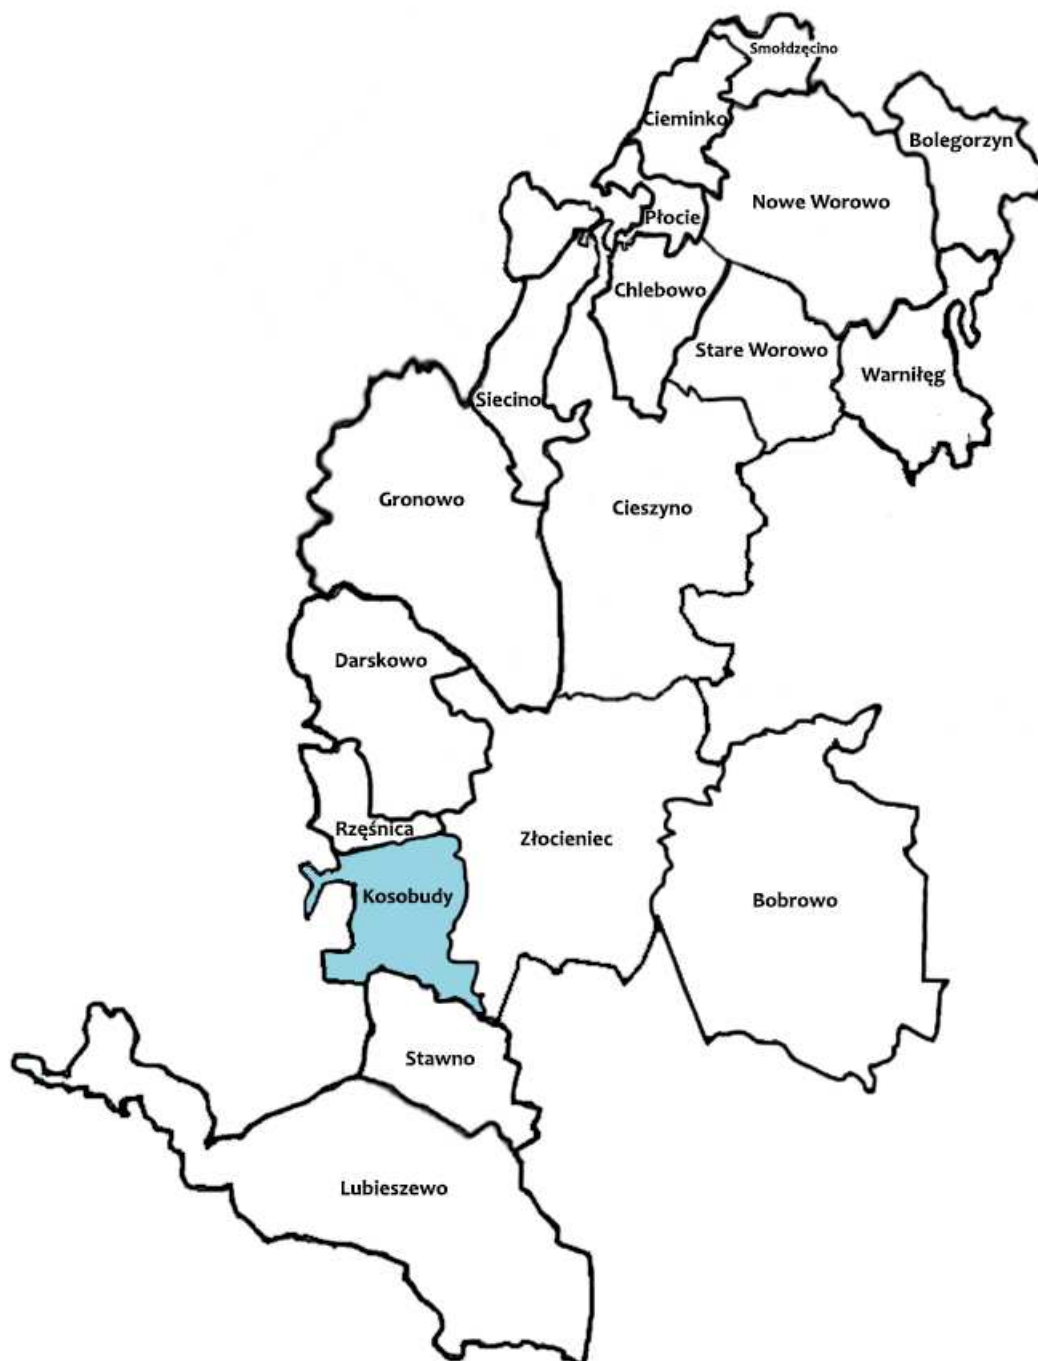 Smołdzęcino
Cieminko
Bolegorzyn
Nowe Worowo
Płocie
Chlebowo
Stare Worowo
Warniłęg
Siecino
Gronowo
Cieszyno
Darskowo
Rzęśnica
Złocieniec
Kosobudy
Bobrowo
Stawno
Lubieszewo